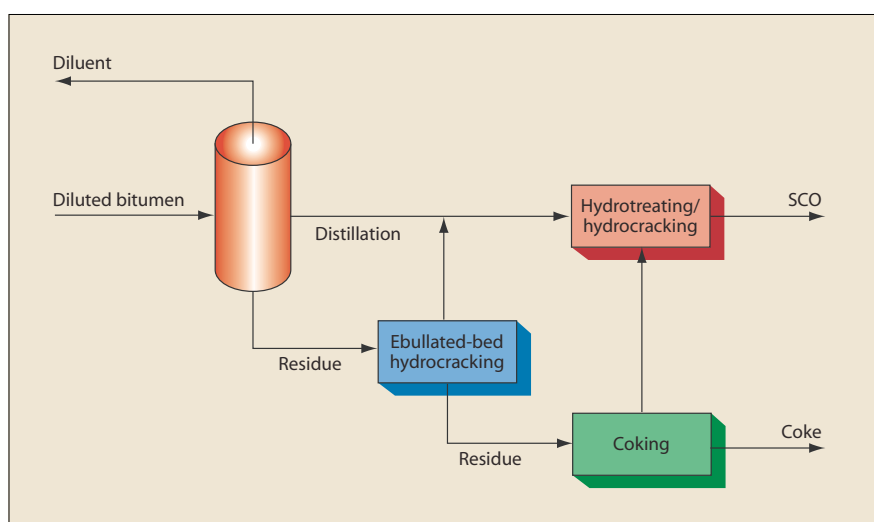 Diluent
Diluted bitumen
Distillation
Hydrotreating/
hydrocracking
SCO
Residue
Ebullated-bed
hydrocracking
Residue
Coking
Coke